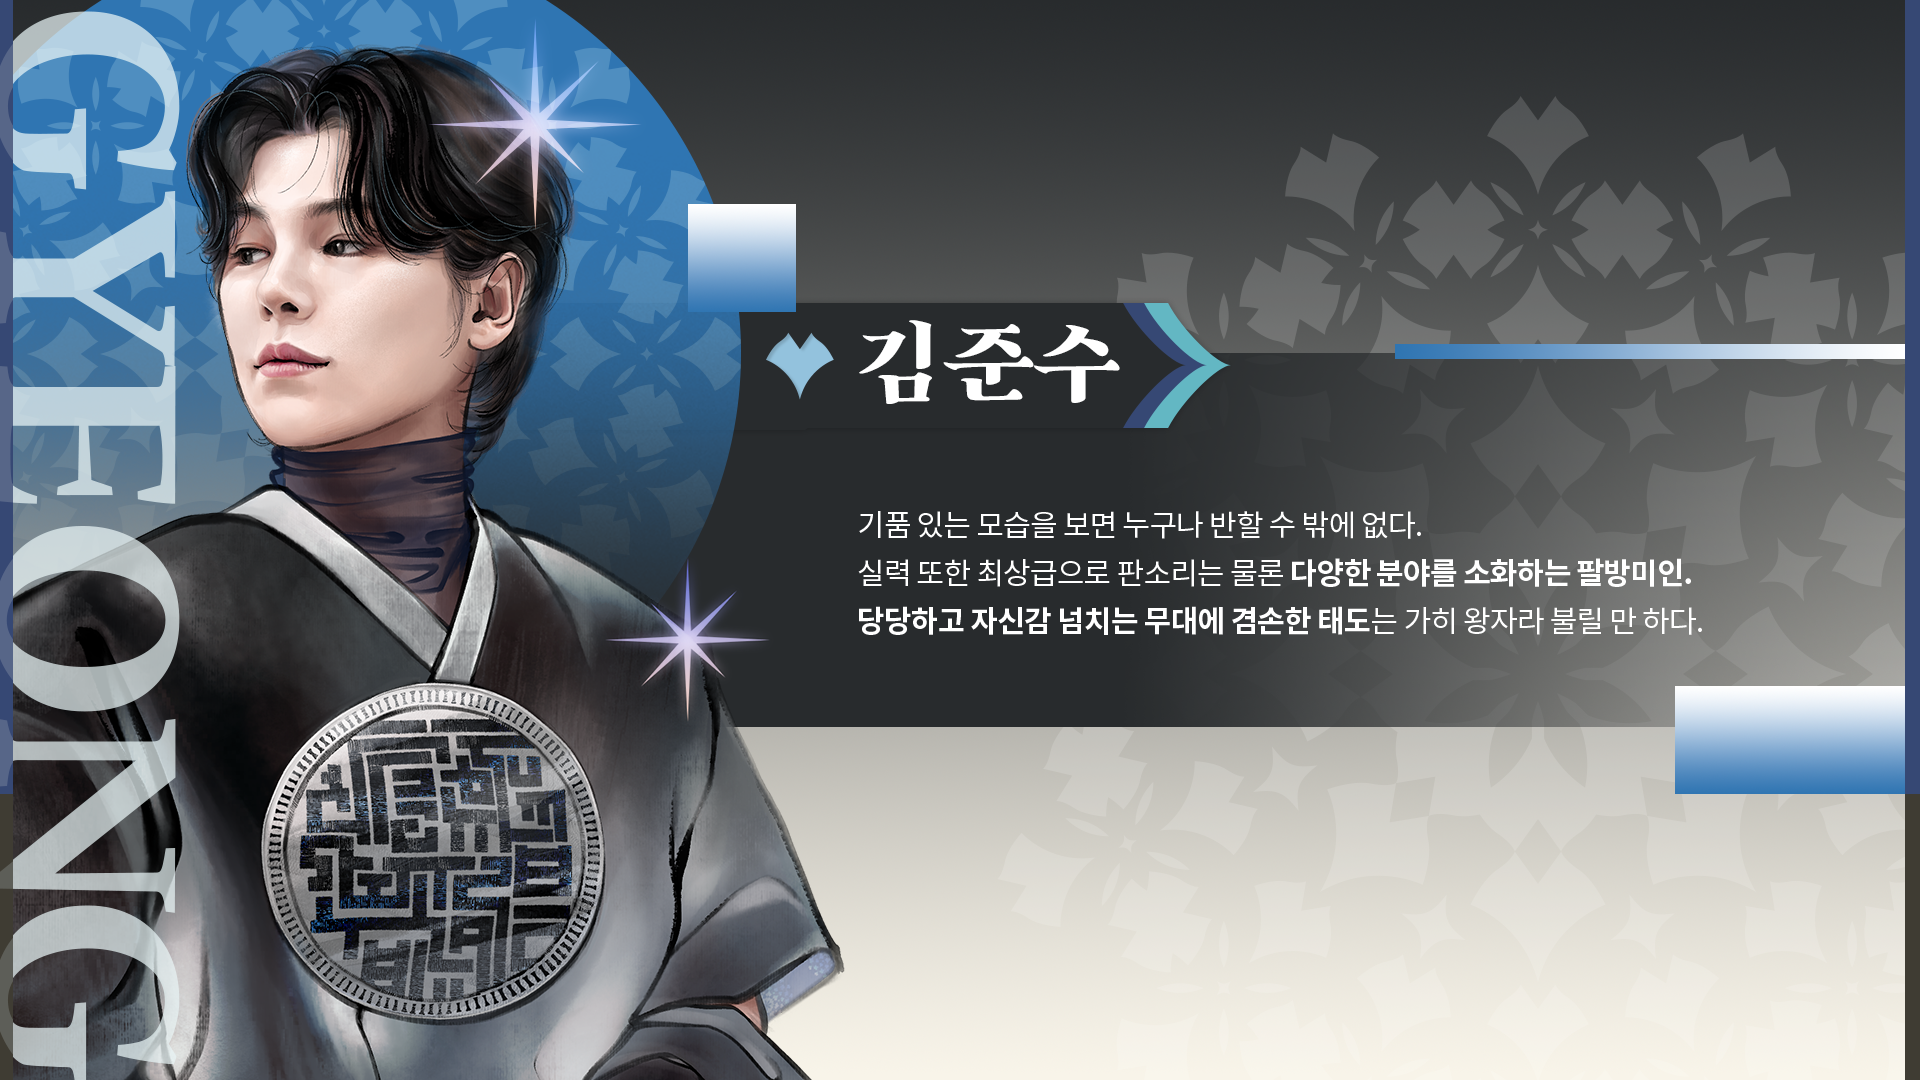 GYEONG
김준수
기품 있는 모습을 보면 누구나 반할 수 밖에 없다.
실력 또한 최상급으로 판소리는 물론 다양한 분야를 소화하는 팔방미인.
당당하고 자신감 넘치는 무대에 겸손한 태도는 가히 왕자라 불릴 만 하다.